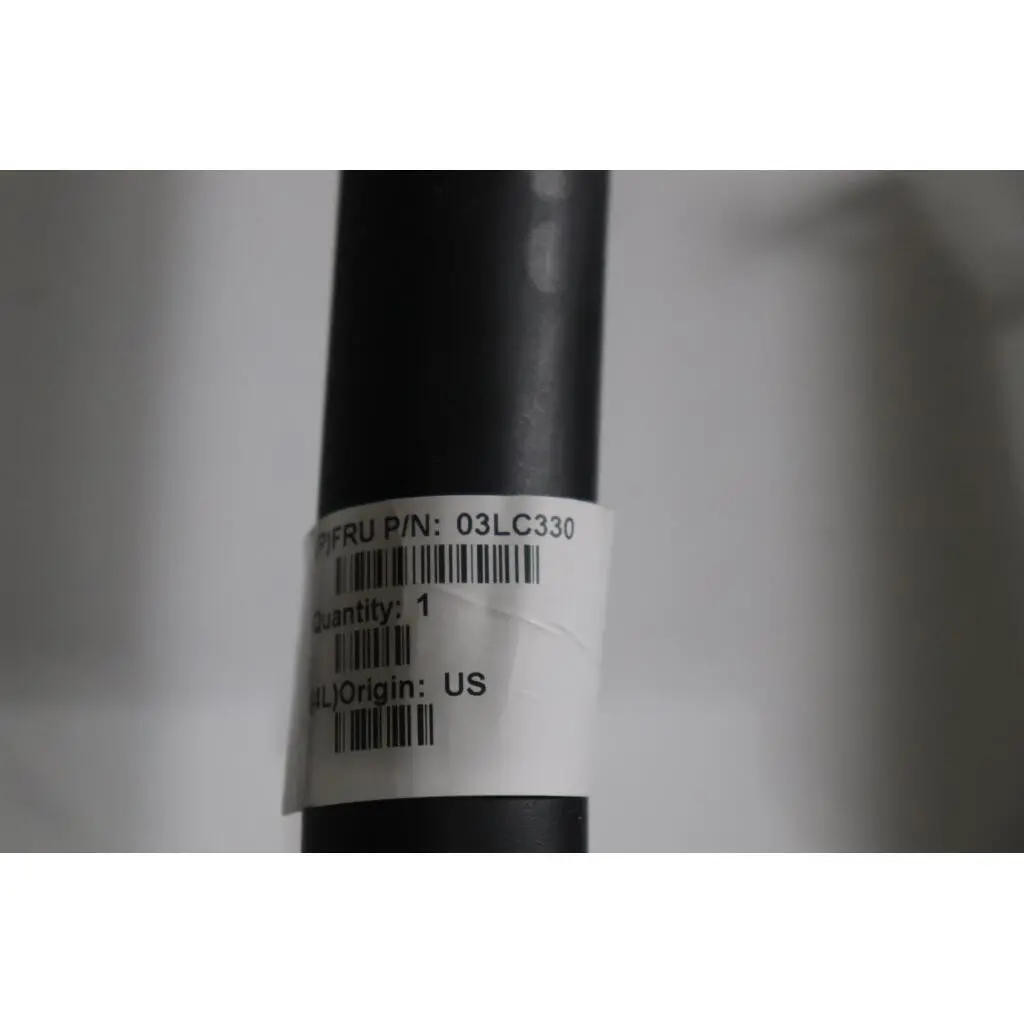 P)FRU P/N: 03LC330
Quantity: 1
4L)Origin: US